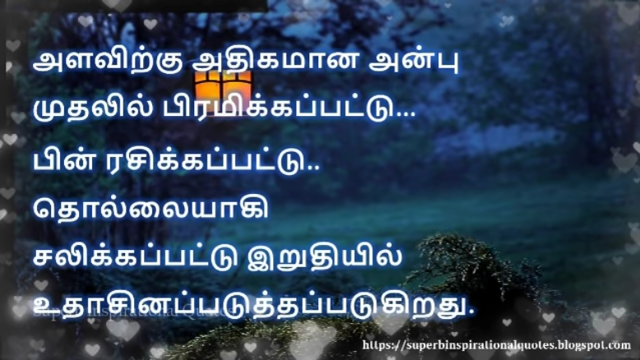 அளவிற்கு அதிகமான அன்பு
முதலில் பிரமிக்கப்பட்டு...
பின் ரசிக்கப்பட்டு..
தொல்லையாகி
சலிக்கப்பட்டு இறுதியில்
உதாசினப்படுத்தப்படுகிறது.
https://superbinspirationalquotes.blogspot.com/